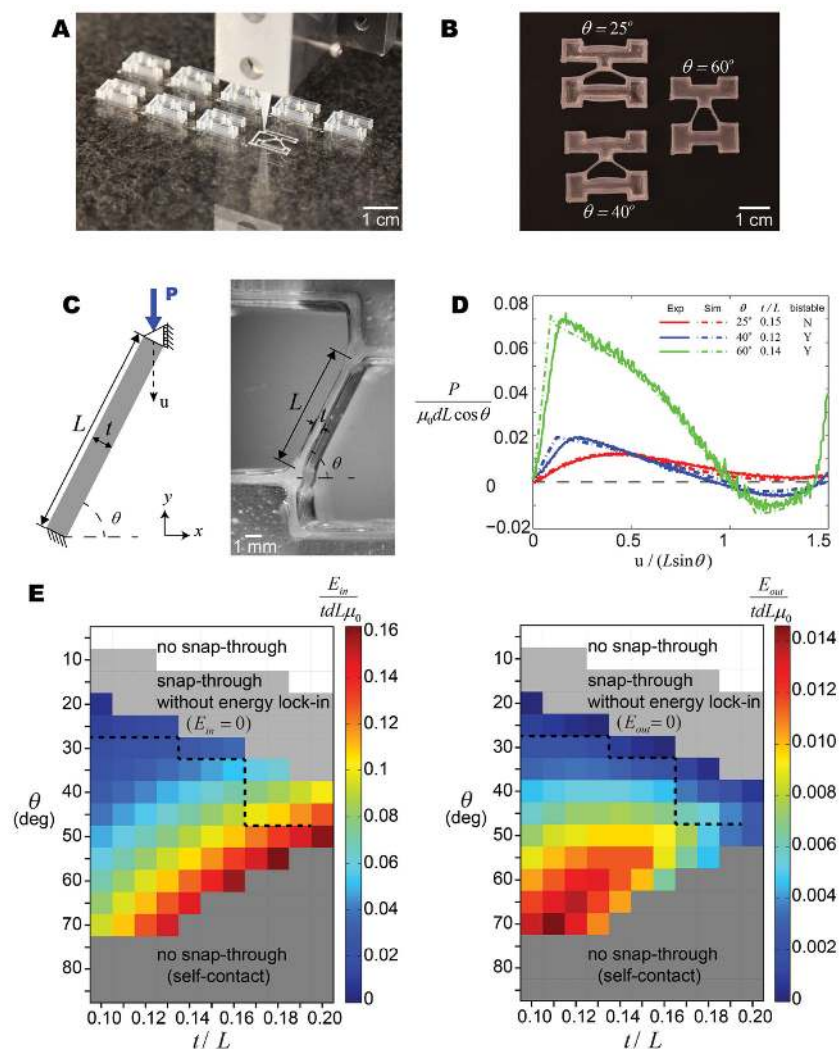 A
1 cm
B
θ = 25°
θ = 60°
θ = 40°
1 cm
C
P
u
L
t
θ
y
x
L
t
θ
1 mm
D
P
μ₀dL cos θ
0.08
0.06
0.04
0.02
0
−0.02
0 0.5 1.0 1.5
u / (L sin θ)
Exp Sim θ t / L bistable
25° 0.15 N
40° 0.12 Y
60° 0.14 Y
E
E_in
tdLμ₀
0.16
0.14
0.12
0.1
0.08
0.06
0.04
0.02
0
no snap-through
snap-through
without energy lock-in
(E_in = 0)
no snap-through
(self-contact)
θ
(deg)
10
20
30
40
50
60
70
80
0.10 0.12 0.14 0.16 0.18 0.20
t / L
E_out
tdLμ₀
0.014
0.012
0.010
0.008
0.006
0.004
0.002
0
no snap-through
snap-through
without energy lock-in
(E_out = 0)
no snap-through
(self-contact)
θ
(deg)
10
20
30
40
50
60
70
80
0.10 0.12 0.14 0.16 0.18 0.20
t / L